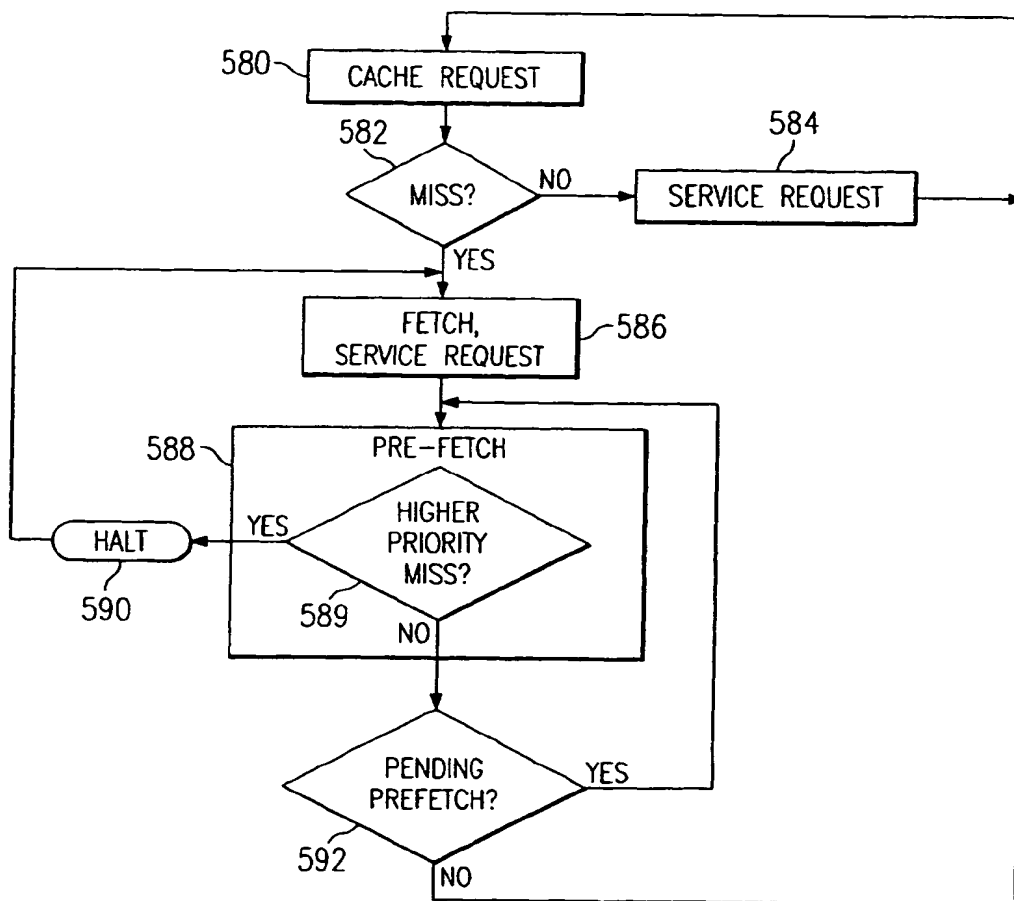 580
CACHE REQUEST
582
MISS?
NO
584
SERVICE REQUEST
YES
FETCH,
SERVICE REQUEST
586
588
PRE-FETCH
YES
HIGHER
PRIORITY
MISS?
HALT
590
589
NO
PENDING
PREFETCH?
YES
592
NO